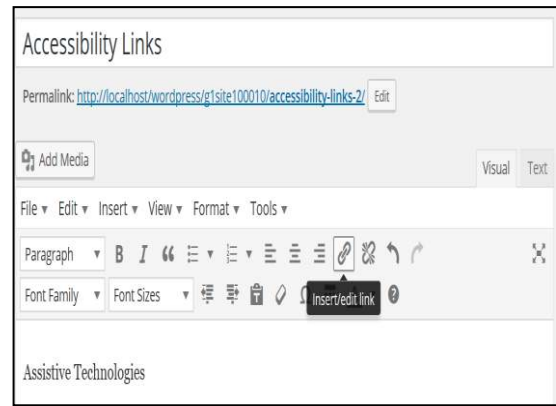 Accessibility Links
Permalink: http://localhost/wordpress/g1site100010/accessibility-links-2/ Edit
Add Media Visual Text
File Edit Insert View Format Tools
Paragraph B I
Insert/edit link
Font Family Font Sizes
Assistive Technologies